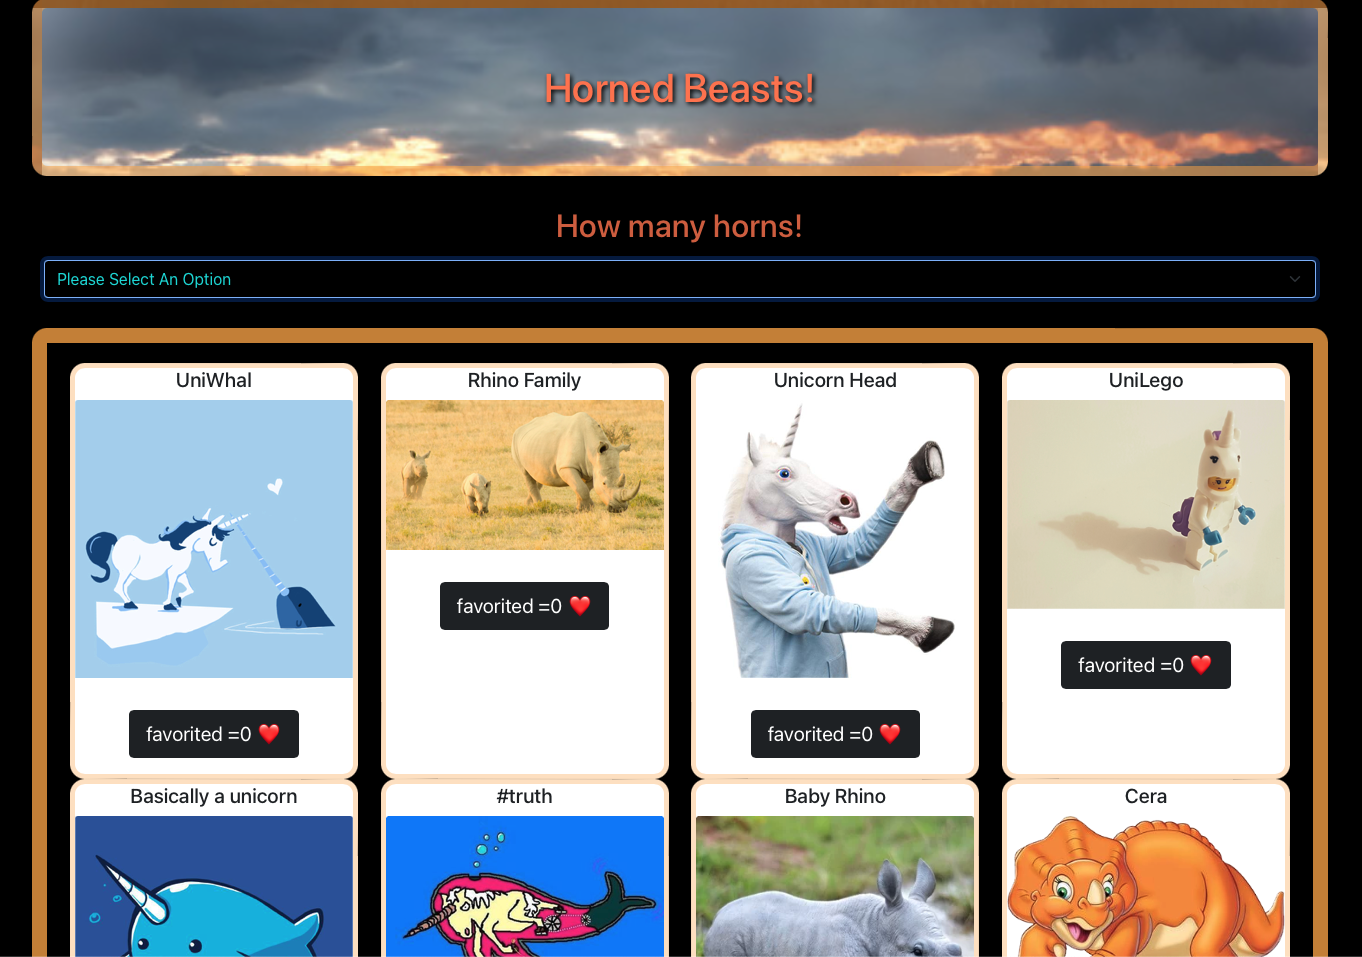 Horned Beasts!
How many horns!
Please Select An Option
UniWhal
Rhino Family
Unicorn Head
UniLego
favorited =0 ❤️
favorited =0 ❤️
favorited =0 ❤️
favorited =0 ❤️
Basically a unicorn
#truth
Baby Rhino
Cera